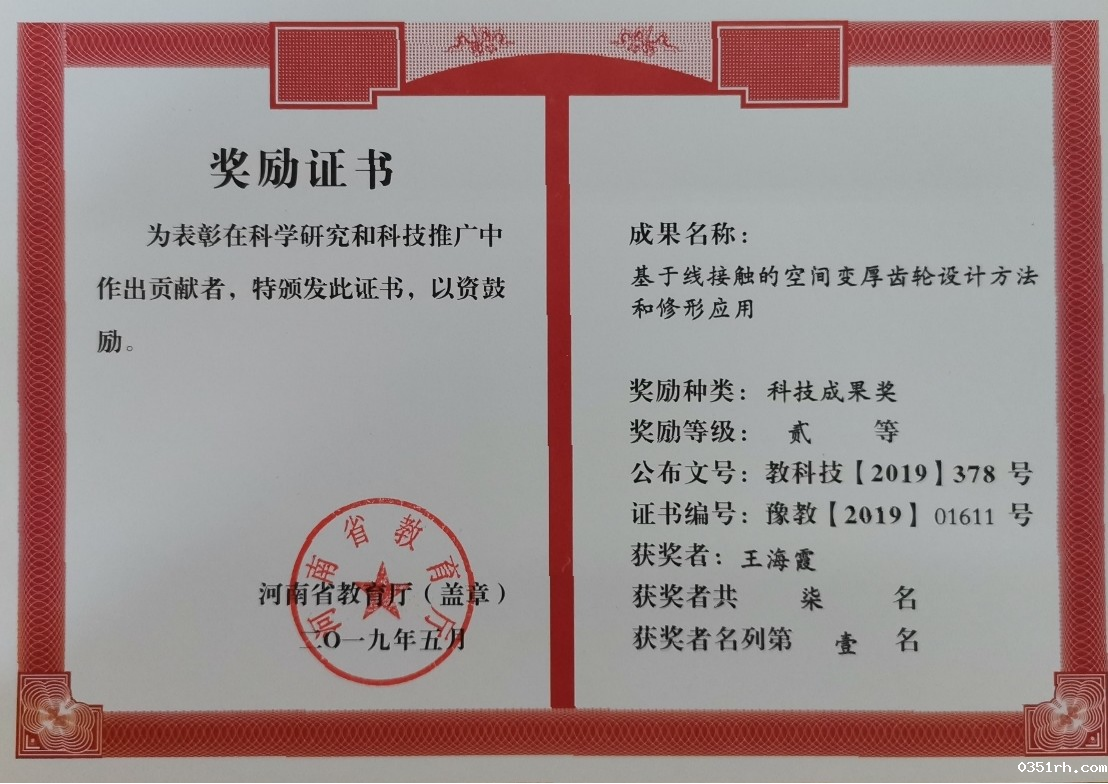 奖励证书
为表彰在科学研究和科技推广中
作出贡献者，特颁发此证书，以资鼓
励。
河南省教育厅
河南省教育厅（盖章）
二〇一九年五月
成果名称：
基于线接触的空间变厚齿轮设计方法
和修形应用
奖励种类：科技成果奖
奖励等级：贰 等
公布文号：教科技【2019】378 号
证书编号：豫教【2019】01611 号
获奖者：王海霞
获奖者共 柒 名
获奖者名列第 壹 名
0351rh.com